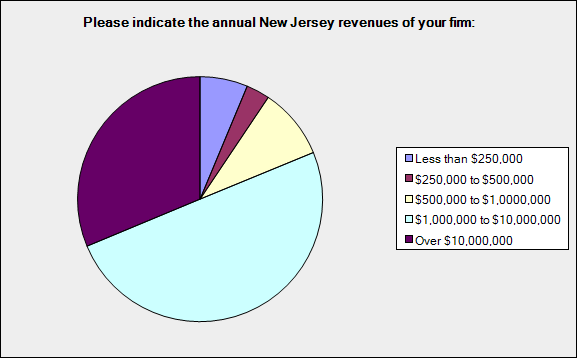 Please indicate the annual New Jersey revenues of your firm:
Less than $250,000
$250,000 to $500,000
$500,000 to $1,0000,000
$1,000,000 to $10,000,000
Over $10,000,000